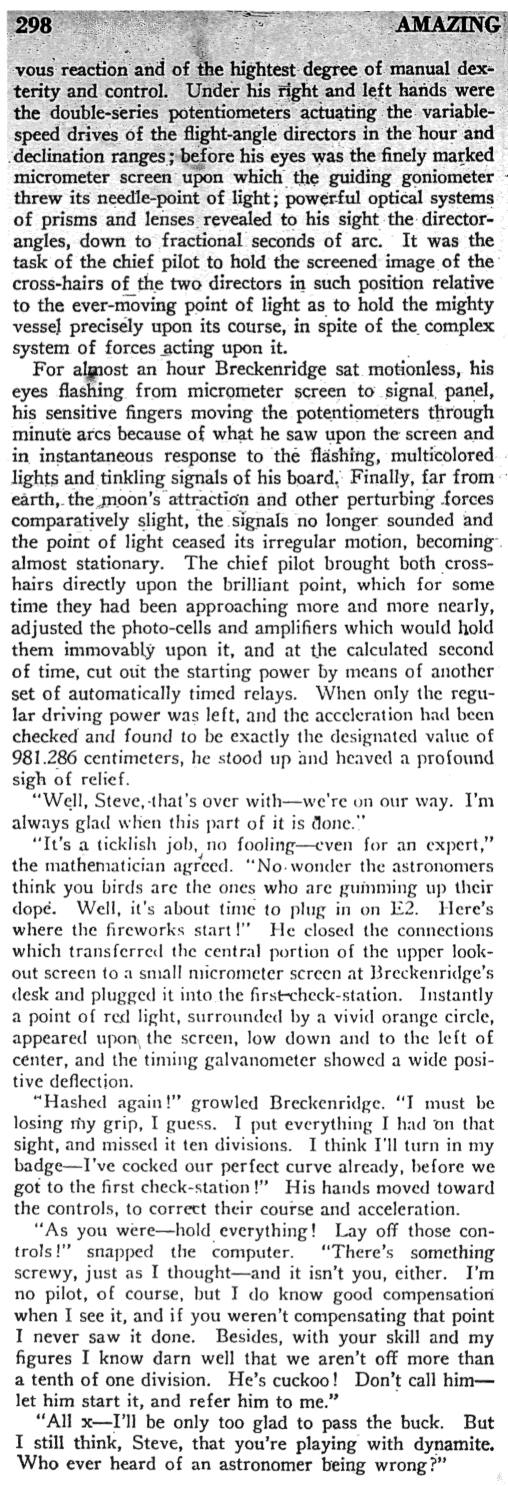 298 AMAZING
vous reaction and of the hightest degree of manual dex-
terity and control. Under his right and left hands were
the double-series potentiometers actuating the variable-
speed drives of the flight-angle directors in the hour and
declination ranges; before his eyes was the finely marked
micrometer screen upon which the guiding goniometer
threw its needle-point of light; powerful optical systems
of prisms and lenses revealed to his sight the director-
angles, down to fractional seconds of arc. It was the
task of the chief pilot to hold the screened image of the
cross-hairs of the two directors in such position relative
to the ever-moving point of light as to hold the mighty
vessel precisely upon its course, in spite of the complex
system of forces acting upon it.
For almost an hour Breckenridge sat motionless, his
eyes flashing from micrometer screen to signal panel,
his sensitive fingers moving the potentiometers through
minute arcs because of what he saw upon the screen and
in instantaneous response to the flashing, multicolored
lights and tinkling signals of his board. Finally, far from
earth, the moon's attraction and other perturbing forces
comparatively slight, the signals no longer sounded and
the point of light ceased its irregular motion, becoming
almost stationary. The chief pilot brought both cross-
hairs directly upon the brilliant point, which for some
time they had been approaching more and more nearly,
adjusted the photo-cells and amplifiers which would hold
them immovably upon it, and at the calculated second
of time, cut out the starting power by means of another
set of automatically timed relays. When only the regu-
lar driving power was left, and the acceleration had been
checked and found to be exactly the designated value of
981.286 centimeters, he stood up and heaved a profound
sigh of relief.
"Well, Steve, that's over with—we're on our way. I'm
always glad when this part of it is done."
"It's a ticklish job, no fooling—even for an expert,"
the mathematician agreed. "No wonder the astronomers
think you birds are the ones who are gumming up their
dope. Well, it's about time to plug in on E2. Here's
where the fireworks start!" He closed the connections
which transferred the central portion of the upper look-
out screen to a small micrometer screen at Breckenridge's
desk and plugged it into the first check-station. Instantly
a point of red light, surrounded by a vivid orange circle,
appeared upon the screen, low down and to the left of
center, and the timing galvanometer showed a wide posi-
tive deflection.
"Hashed again!" growled Breckenridge. "I must be
losing my grip, I guess. I put everything I had on that
sight, and missed it ten divisions. I think I'll turn in my
badge—I've cocked our perfect curve already, before we
got to the first check-station!" His hands moved toward
the controls, to correct their course and acceleration.
"As you were—hold everything! Lay off those con-
trols!" snapped the computer. "There's something
screwy, just as I thought—and it isn't you, either. I'm
no pilot, of course, but I do know good compensation
when I see it, and if you weren't compensating that point
I never saw it done. Besides, with your skill and my
figures I know darn well that we aren't off more than
a tenth of one division. He's cuckoo! Don't call him—
let him start it, and refer him to me."
"All x—I'll be only too glad to pass the buck. But
I still think, Steve, that you're playing with dynamite.
Who ever heard of an astronomer being wrong?"